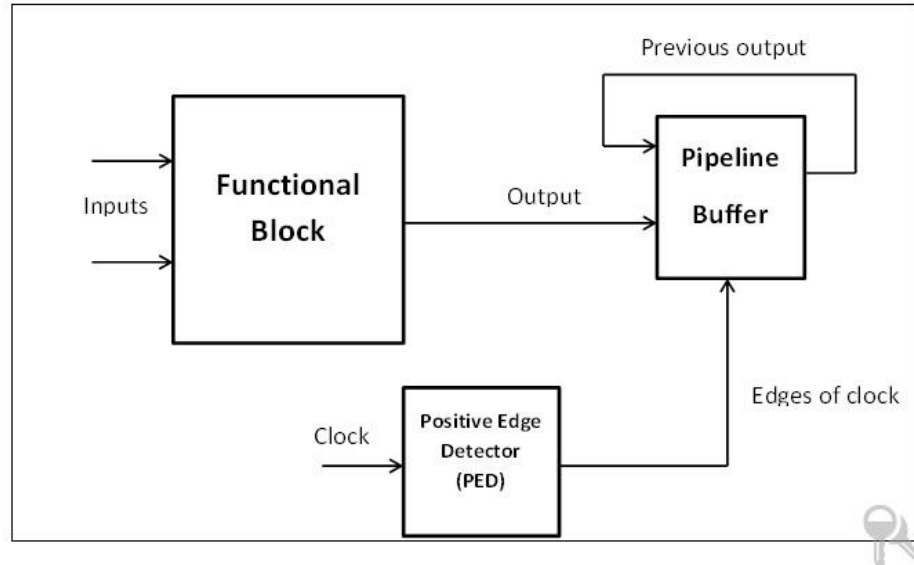 Previous output
Pipeline
Buffer
Functional
Block
Inputs
Output
Edges of clock
Positive Edge
Detector
(PED)
Clock